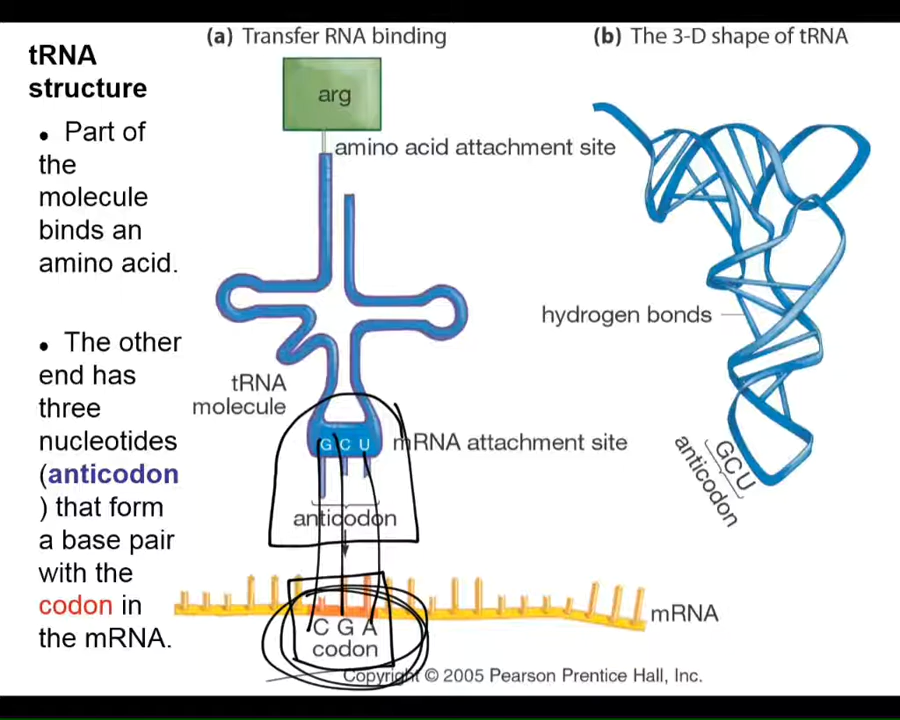 tRNA
structure
• Part of
the
molecule
binds an
amino acid.
• The other
end has
three
nucleotides
(anticodon
) that form
a base pair
with the
codon in
the mRNA.
(a) Transfer RNA binding
arg
amino acid attachment site
tRNA
molecule
G C U
mRNA attachment site
anticodon
mRNA
C G A
codon
(b) The 3-D shape of tRNA
hydrogen bonds
GCU
anticodon
Copyright © 2005 Pearson Prentice Hall, Inc.